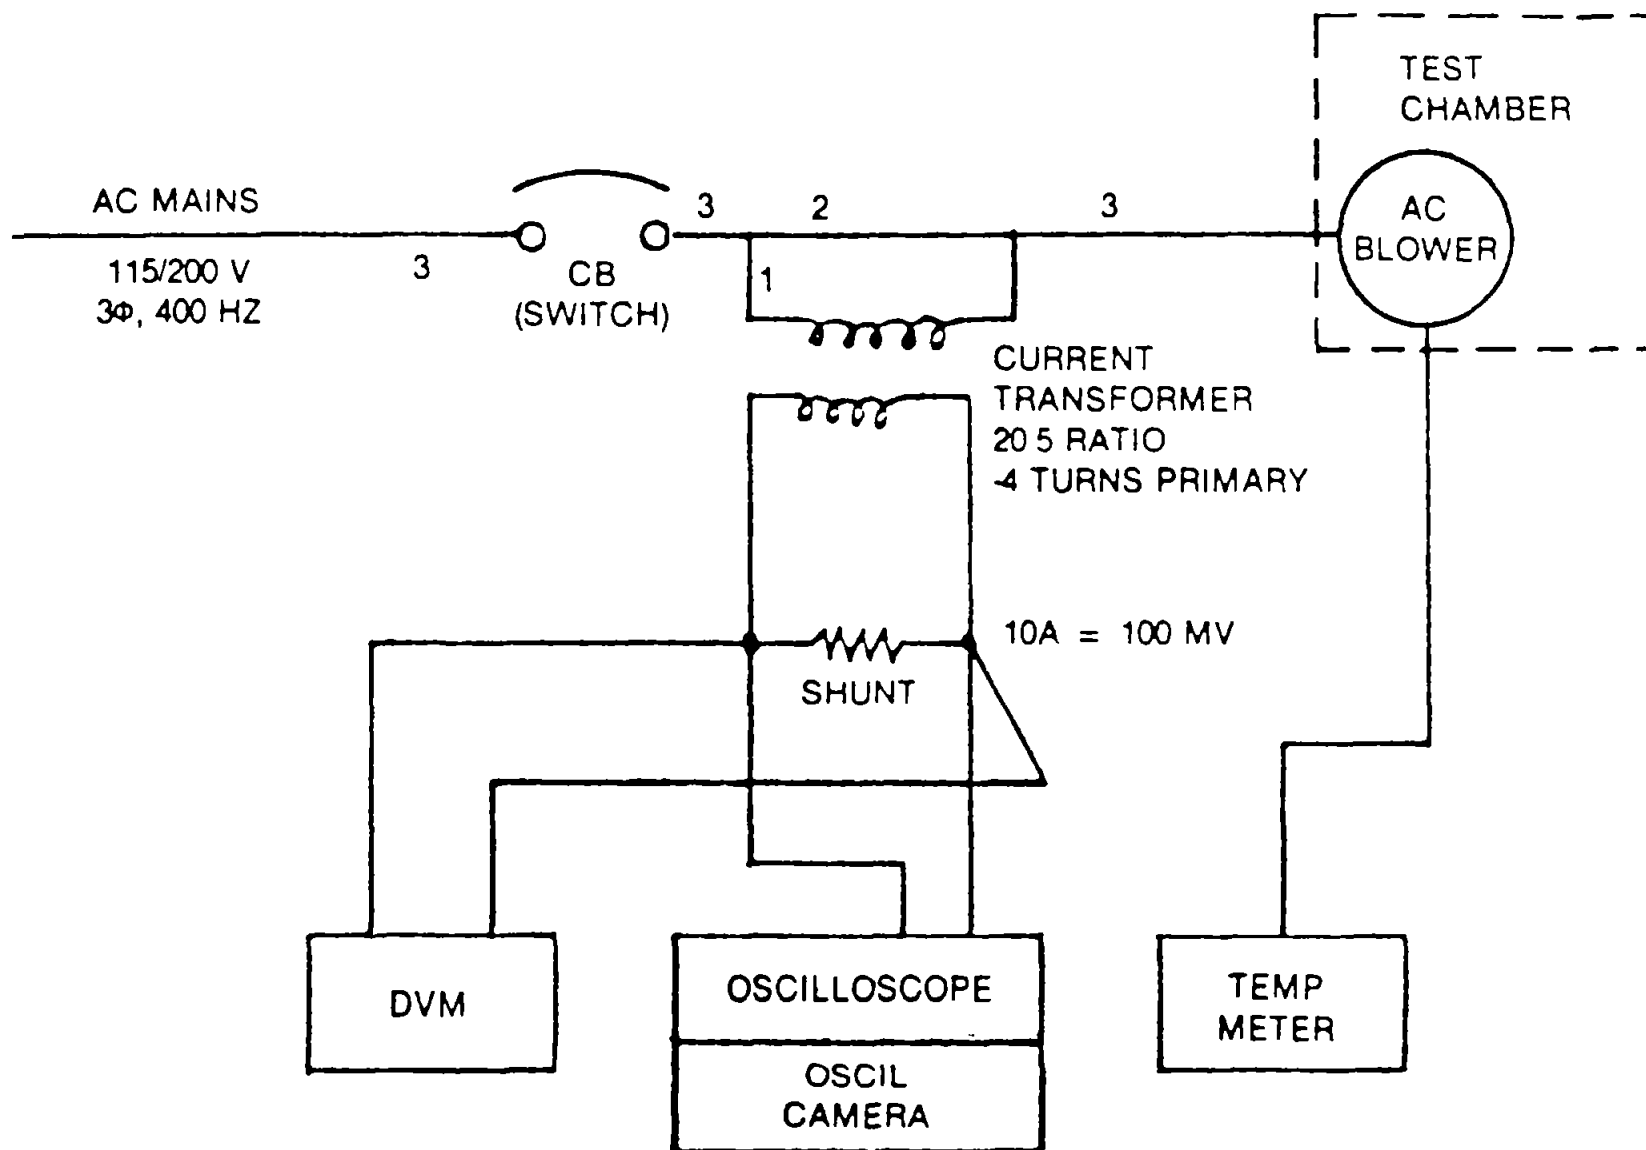 TEST
CHAMBER
AC MAINS
115/200 V
3Φ, 400 HZ
3
CB
(SWITCH)
3
2
1
3
AC
BLOWER
CURRENT
TRANSFORMER
20 5 RATIO
-4 TURNS PRIMARY
10A = 100 MV
SHUNT
DVM
OSCILLOSCOPE
OSCIL
CAMERA
TEMP
METER